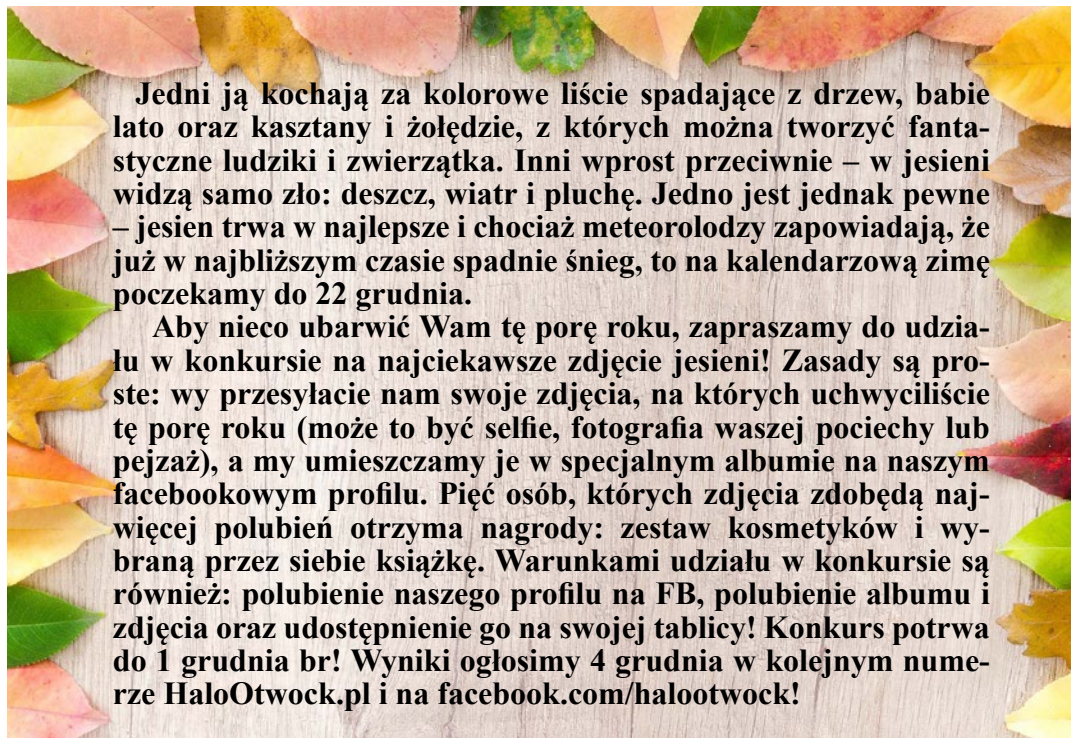 Jedni ją kochają za kolorowe liście spadające z drzew, babie
lato oraz kasztany i żołędzie, z których można tworzyć fanta-
styczne ludziki i zwierzątka. Inni wprost przeciwnie – w jesieni
widzą samo zło: deszcz, wiatr i pluchę. Jedno jest jednak pewne
– jesien trwa w najlepsze i chociaż meteorolodzy zapowiadają, że
już w najbliższym czasie spadnie śnieg, to na kalendarzową zimę
poczekamy do 22 grudnia.
Aby nieco ubarwić Wam tę porę roku, zapraszamy do udzia-
łu w konkursie na najciekawsze zdjęcie jesieni! Zasady są pro-
ste: wy przesyłacie nam swoje zdjęcia, na których uchwyciliście
tę porę roku (może to być selfie, fotografia waszej pociechy lub
pejzaż), a my umieszczamy je w specjalnym albumie na naszym
facebookowym profilu. Pięć osób, których zdjęcia zdobędą naj-
więcej polubień otrzyma nagrody: zestaw kosmetyków i wy-
braną przez siebie książkę. Warunkami udziału w konkursie są
również: polubienie naszego profilu na FB, polubienie albumu i
zdjęcia oraz udostępnienie go na swojej tablicy! Konkurs potrwa
do 1 grudnia br! Wyniki ogłosimy 4 grudnia w kolejnym nume-
rze HaloOtwock.pl i na facebook.com/halootwock!